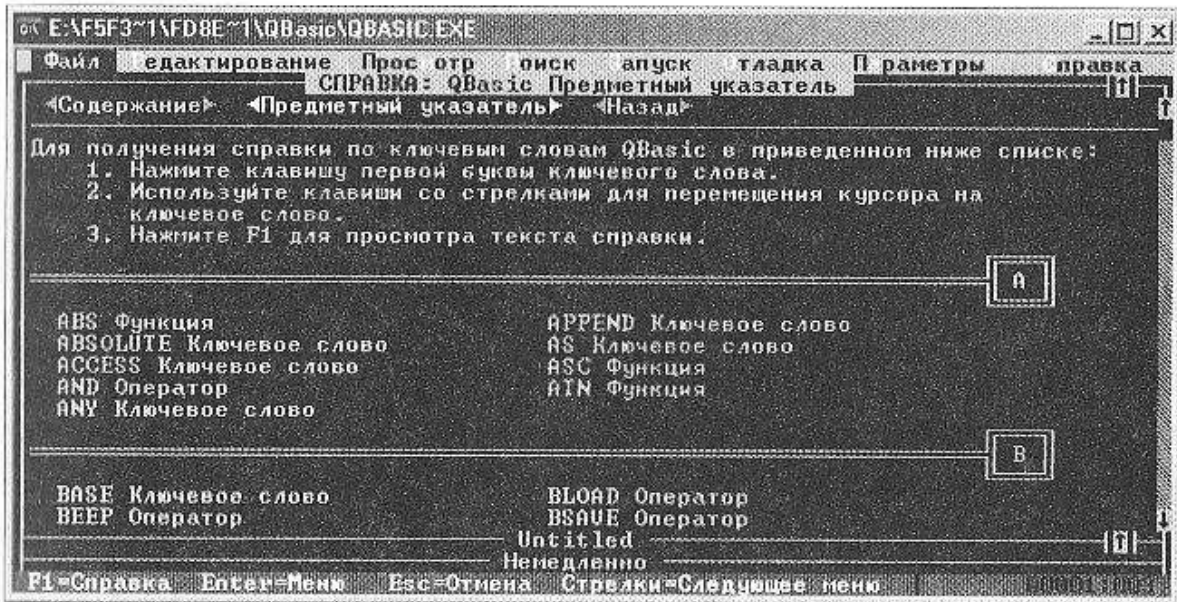 E:\F5F3~1\FD8E~1\QBasic\QBASIC.EXE
Файл едактирование Прос отр оиск апуск тладка П раметры правка
СПРАВКА: QBasic Предметный указатель
◄Содержание► ◄Предметный указатель► ◄Назад►
Для получения справки по ключевым словам QBasic в приведенном ниже списке:
1. Нажмите клавишу первой буквы ключевого слова.
2. Используйте клавиши со стрелками для перемещения курсора на
ключевое слово.
3. Нажмите F1 для просмотра текста справки.
A
ABS Функция APPEND Ключевое слово
ABSOLUTE Ключевое слово AS Ключевое слово
ACCESS Ключевое слово ASC Функция
AND Оператор ATN Функция
ANY Ключевое слово
B
BASE Ключевое слово BLOAD Оператор
BEEP Оператор BSAVE Оператор
Untitled
Немедленно
F1=Справка Enter=Меню Esc=Отмена Стрелки=Следующее меню